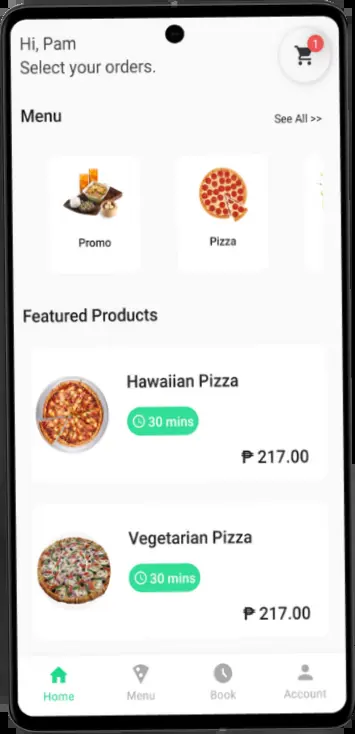 Hi, Pam
Select your orders.
1
Menu
See All >>
Promo
Pizza
Featured Products
Hawaiian Pizza
30 mins
₱ 217.00
Vegetarian Pizza
30 mins
₱ 217.00
Home
Menu
Book
Account